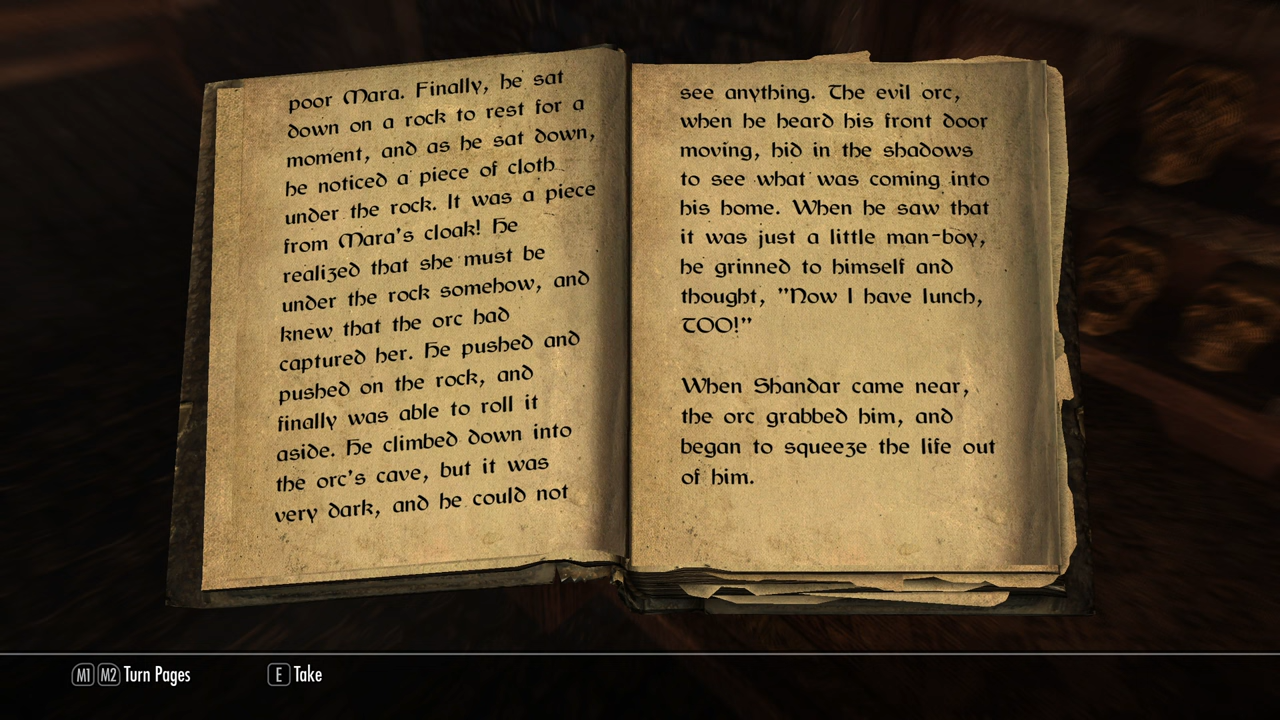 poor Mara. Finally, he sat
down on a rock to rest for a
moment, and as he sat down,
he noticed a piece of cloth
under the rock. It was a piece
from Mara's cloak! He
realized that she must be
under the rock somehow, and
knew that the orc had
captured her. He pushed and
pushed on the rock, and
finally was able to roll it
aside. He climbed down into
the orc's cave, but it was
very dark, and he could not
see anything. The evil orc,
when he heard his front door
moving, hid in the shadows
to see what was coming into
his home. When he saw that
it was just a little man-boy,
he grinned to himself and
thought, "Now I have lunch,
TOO!"
When Shandar came near,
the orc grabbed him, and
began to squeeze the life out
of him.
M1 M2 Turn Pages E Take